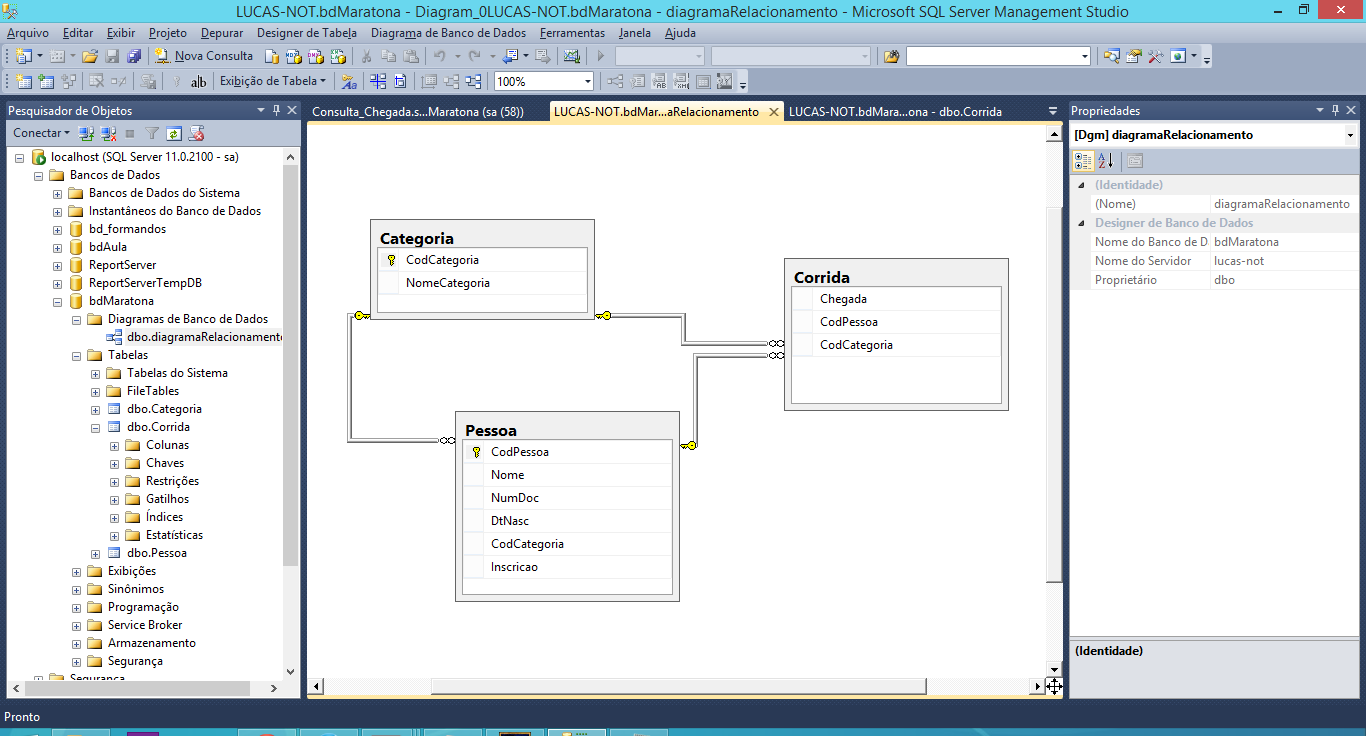 LUCAS-NOT.bdMaratona - Diagram_0LUCAS-NOT.bdMaratona - diagramaRelacionamento - Microsoft SQL Server Management Studio
Arquivo Editar Exibir Projeto Depurar Designer de Tabela Diagrama de Banco de Dados Ferramentas Janela Ajuda
Nova Consulta
Exibição de Tabela
100%
Pesquisador de Objetos
Conectar
localhost (SQL Server 11.0.2100 - sa)
Bancos de Dados
Bancos de Dados do Sistema
Instantâneos do Banco de Dados
bd_formandos
bdAula
ReportServer
ReportServerTempDB
bdMaratona
Diagramas de Banco de Dados
dbo.diagramaRelacionamento
Tabelas
Tabelas do Sistema
FileTables
dbo.Categoria
dbo.Corrida
Colunas
Chaves
Restrições
Gatilhos
Índices
Estatísticas
dbo.Pessoa
Exibições
Sinônimos
Programação
Service Broker
Armazenamento
Segurança
Segurança
Consulta_Chegada.s...Maratona (sa (58))
LUCAS-NOT.bdMar...aRelacionamento
LUCAS-NOT.bdMara...ona - dbo.Corrida
Categoria
CodCategoria
NomeCategoria
Corrida
Chegada
CodPessoa
CodCategoria
Pessoa
CodPessoa
Nome
NumDoc
DtNasc
CodCategoria
Inscricao
Propriedades
[Dgm] diagramaRelacionamento
(Identidade)
(Nome) diagramaRelacionamento
Designer de Banco de Dados
Nome do Banco de D bdMaratona
Nome do Servidor lucas-not
Proprietário dbo
(Identidade)
Pronto